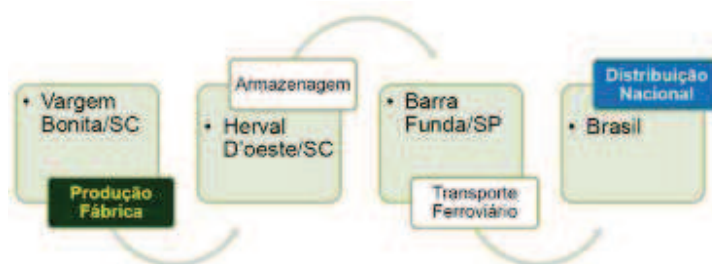 • Vargem
Bonita/SC
Produção
Fábrica
Armazenagem
• Herval
D'oeste/SC
• Barra
Funda/SP
Transporte
Ferroviário
Distribuição
Nacional
• Brasil